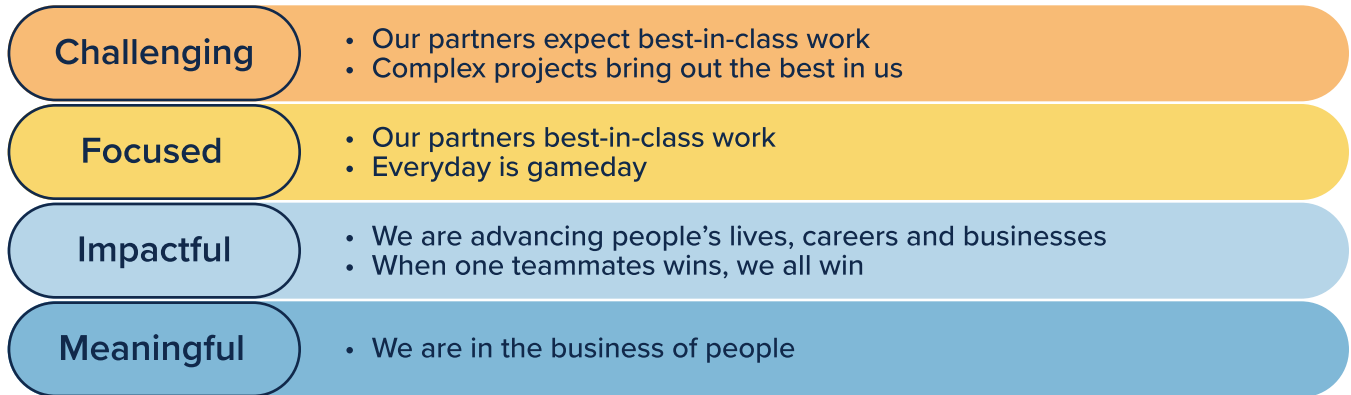 Challenging
• Our partners expect best-in-class work
• Complex projects bring out the best in us
Focused
• Our partners best-in-class work
• Everyday is gameday
Impactful
• We are advancing people’s lives, careers and businesses
• When one teammates wins, we all win
Meaningful
• We are in the business of people